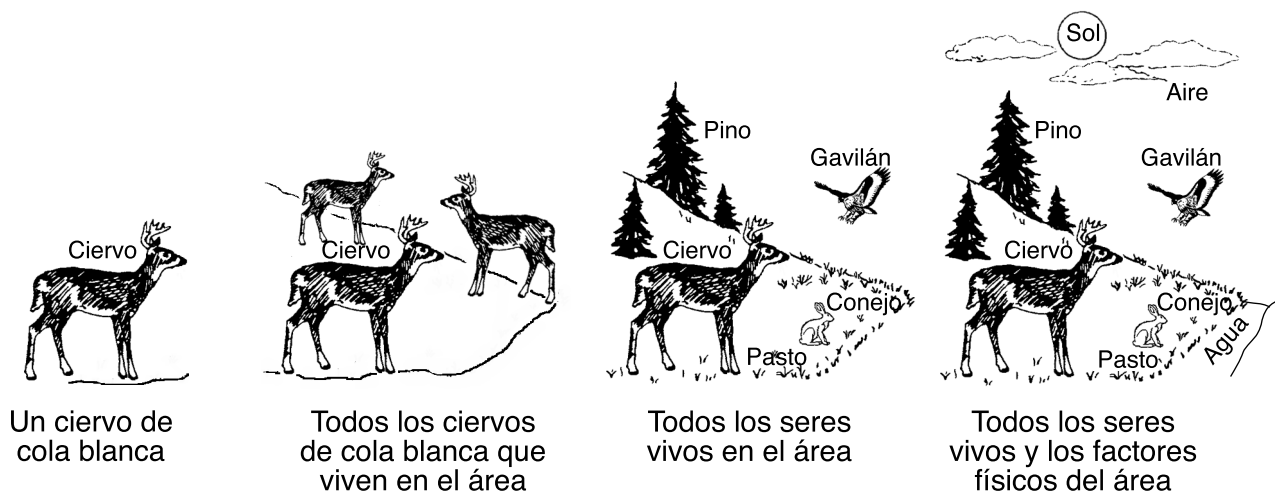 Ciervo
Un ciervo de
cola blanca
Ciervo
Todos los ciervos
de cola blanca que
viven en el área
Pino
Gavilán
Ciervo
Conejo
Pasto
Todos los seres
vivos en el área
Sol
Aire
Pino
Gavilán
Ciervo
Conejo
Agua
Pasto
Todos los seres
vivos y los factores
físicos del área